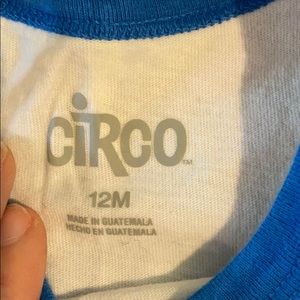 CIRCO
12M
MADE IN GUATEMALA
HECHO EN GUATEMALA